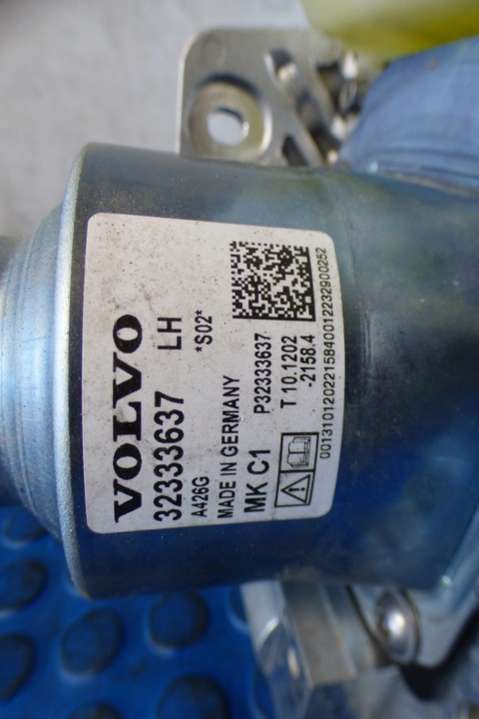 VOLVO
32333637 LH
A426G *S02*
MADE IN GERMANY
MK C1 P32333637
T 10.1202
-2158.4
0013101202215840012232900252